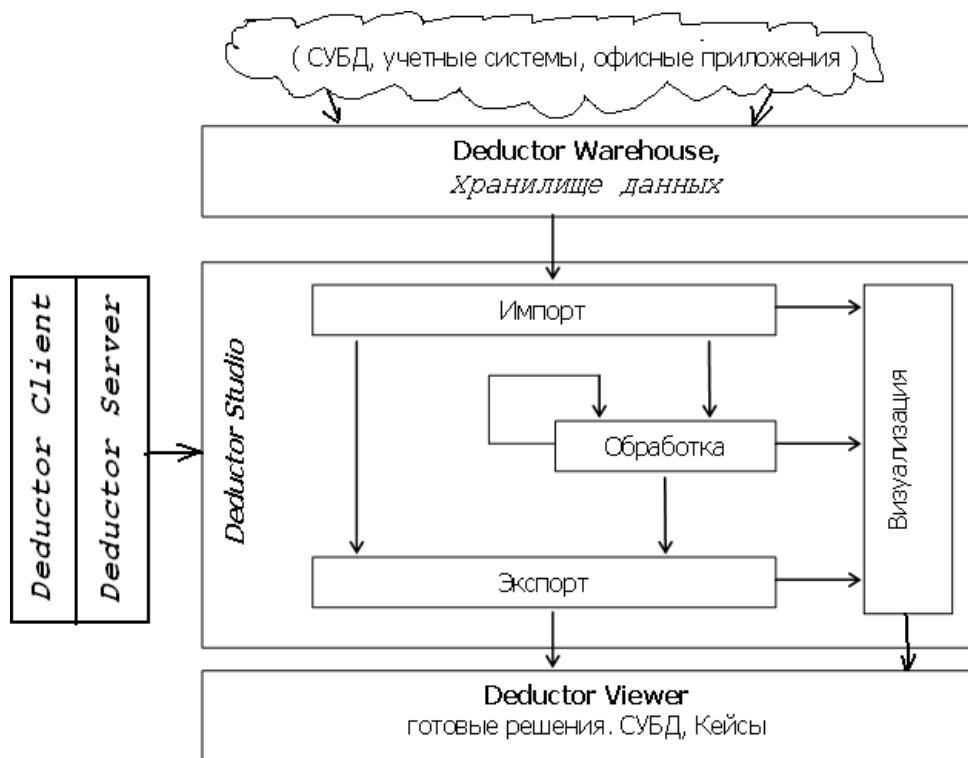 ( СУБД, учетные системы, офисные приложения )
Deductor Warehouse,
Хранилище данных
Deductor Client
Deductor Server
Deductor Studio
Импорт
Обработка
Экспорт
Визуализация
Deductor Viewer
готовые решения. СУБД, Кейсы